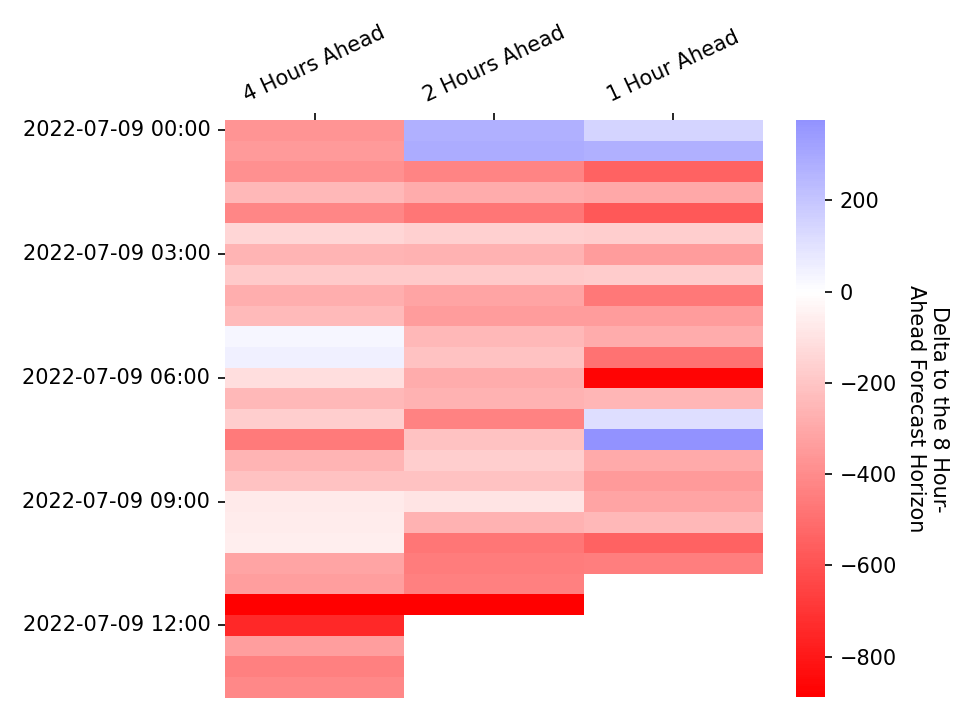 4 Hours Ahead
2 Hours Ahead
1 Hour Ahead
2022-07-09 00:00
2022-07-09 03:00
2022-07-09 06:00
2022-07-09 09:00
2022-07-09 12:00
200
0
−200
−400
−600
−800
Delta to the 8 Hour-
Ahead Forecast Horizon